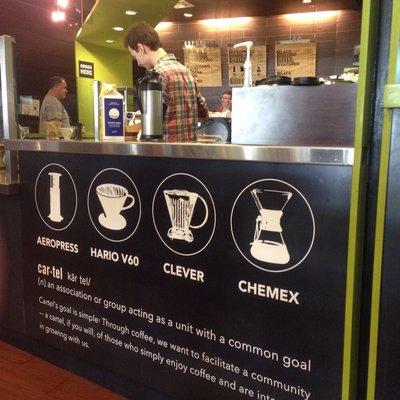 ORDER
HERE
AEROPRESS
HARIO V60
CLEVER
CHEMEX
car·tel kär tel/
(n) an association or group acting as a unit with a common goal
Cartel's goal is simple: Through coffee, we want to facilitate a community
– a cartel, if you will, of those who simply enjoy coffee and are inte
in growing with us.